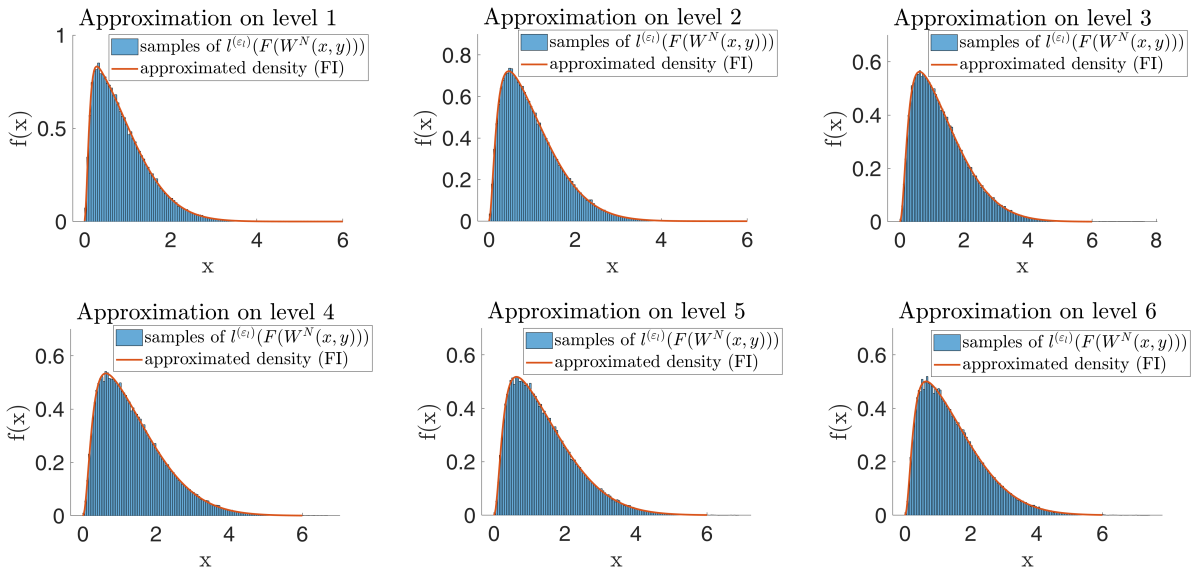 Approximation on level 1
samples of l^(ε_l)(F(W^N(x, y)))
approximated density (FI)
1
0.5
0
f(x)
0 2 4 6
x
Approximation on level 2
samples of l^(ε_l)(F(W^N(x, y)))
approximated density (FI)
0.8
0.6
0.4
0.2
0
f(x)
0 2 4 6
x
Approximation on level 3
samples of l^(ε_l)(F(W^N(x, y)))
approximated density (FI)
0.6
0.4
0.2
0
f(x)
0 2 4 6 8
x
Approximation on level 4
samples of l^(ε_l)(F(W^N(x, y)))
approximated density (FI)
0.6
0.4
0.2
0
f(x)
0 2 4 6
x
Approximation on level 5
samples of l^(ε_l)(F(W^N(x, y)))
approximated density (FI)
0.6
0.4
0.2
0
f(x)
0 2 4 6
x
Approximation on level 6
samples of l^(ε_l)(F(W^N(x, y)))
approximated density (FI)
0.6
0.4
0.2
0
f(x)
0 2 4 6
x